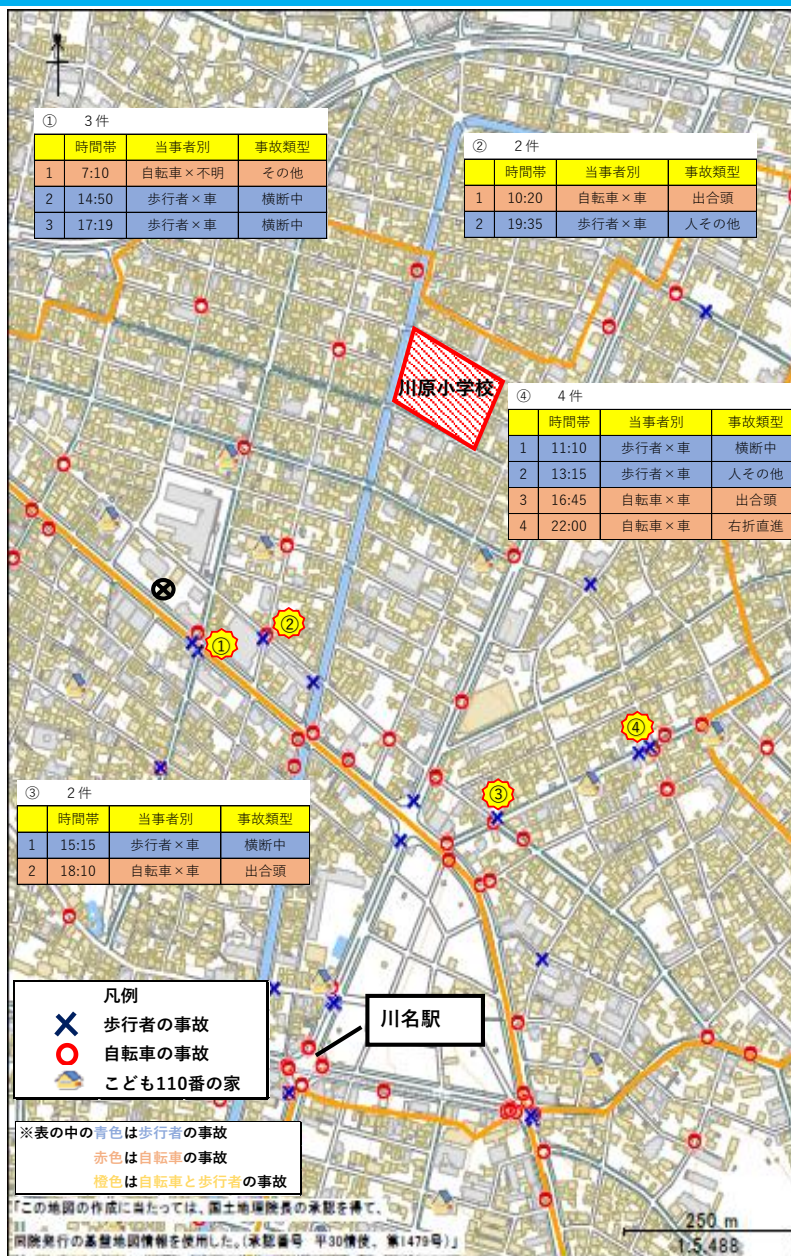 ① 3件
時間帯 当事者別 事故類型
1 7:10 自転車×不明 その他
2 14:50 歩行者×車 横断中
3 17:19 歩行者×車 横断中
② 2件
時間帯 当事者別 事故類型
1 10:20 自転車×車 出合頭
2 19:35 歩行者×車 人その他
川原小学校
④ 4件
時間帯 当事者別 事故類型
1 11:10 歩行者×車 横断中
2 13:15 歩行者×車 人その他
3 16:45 自転車×車 出合頭
4 22:00 自転車×車 右折直進
②
①
④
③
③ 2件
時間帯 当事者別 事故類型
1 15:15 歩行者×車 横断中
2 18:10 自転車×車 出合頭
凡例
歩行者の事故
自転車の事故
こども110番の家
川名駅
※表の中の青色は歩行者の事故
赤色は自転車の事故
橙色は自転車と歩行者の事故
「この地図の作成に当たっては、国土地理院長の承認を得て、
同院発行の基盤地図情報を使用した。(承認番号 平30情使、第1479号)」
250 m
1:5,488